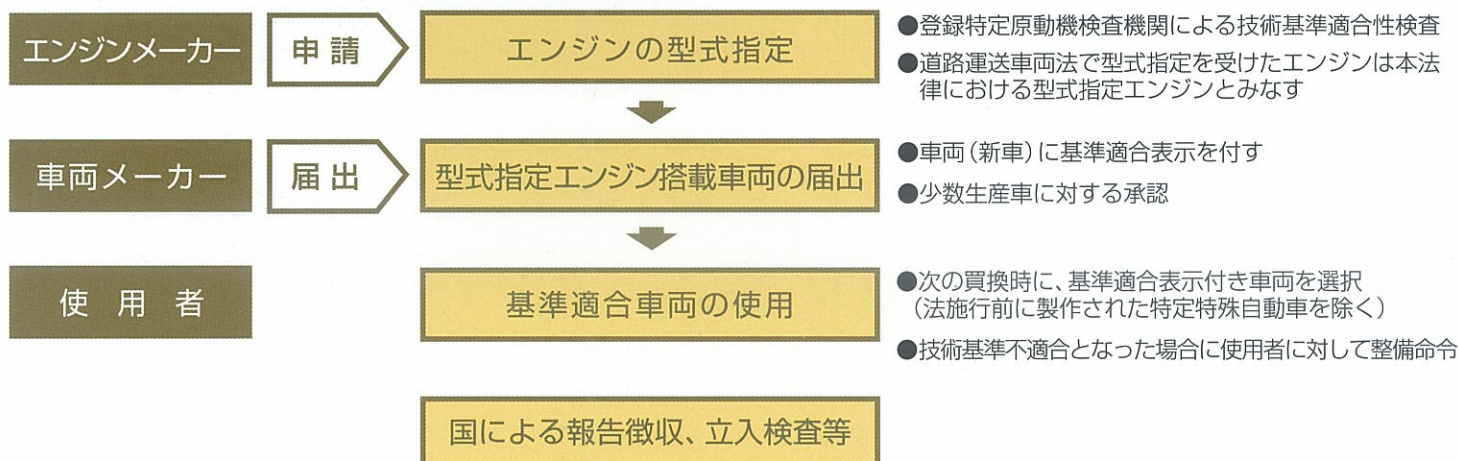 エンジンメーカー
申請
エンジンの型式指定
●登録特定原動機検査機関による技術基準適合性検査
●道路運送車両法で型式指定を受けたエンジンは本法
律における型式指定エンジンとみなす
車両メーカー
届出
型式指定エンジン搭載車両の届出
●車両(新車)に基準適合表示を付す
●少数生産車に対する承認
使用者
基準適合車両の使用
●次の買換時に、基準適合表示付き車両を選択
(法施行前に製作された特定特殊自動車を除く)
●技術基準不適合となった場合に使用者に対して整備命令
国による報告徴収、立入検査等